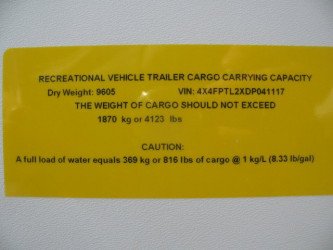 RECREATIONAL VEHICLE TRAILER CARGO CARRYING CAPACITY
Dry Weight: 9605 VIN: 4X4FPTL2XDP041117
THE WEIGHT OF CARGO SHOULD NOT EXCEED
1870 kg or 4123 lbs
CAUTION:
A full load of water equals 369 kg or 816 lbs of cargo @ 1 kg/L (8.33 lb/gal)